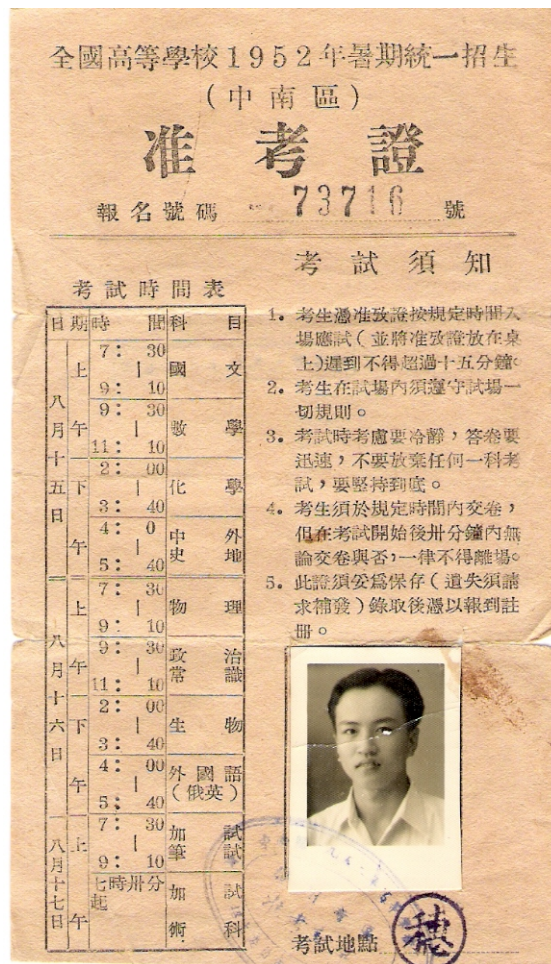 全國高等學校1952年暑期統一招生
(中南區)
准考證
報名號碼 73716 號
考試時間表
日期 時間 科目
八月十五日 上午 7:30-9:10 國文
9:30-11:10 數學
下午 2:00-3:40 化學
4:0-5:40 中外史地
八月十六日 上午 7:30-9:10 物理
9:30-11:10 政治常識
下午 2:00-3:40 生物
4:00-5:40 外國語(俄英)
八月十七日 上午 7:30-9:10 加試筆試
七時卅分起 加試術科
考試須知
1. 考生憑准攷證按規定時間入
場應試(並將准攷證放在桌
上)遲到不得超過十五分鐘。
2. 考生在試場內須遵守試場一
切規則。
3. 考試時考慮要冷靜,答卷要
迅速,不要放棄任何一科考
試,要堅持到底。
4. 考生須於規定時間內交卷,
但在考試開始後卅分鐘內無
論交卷與否,一律不得離場。
5. 此證須妥為保存(遺失須請
求補發)錄取後憑以報到註
冊。
考試地點 穗